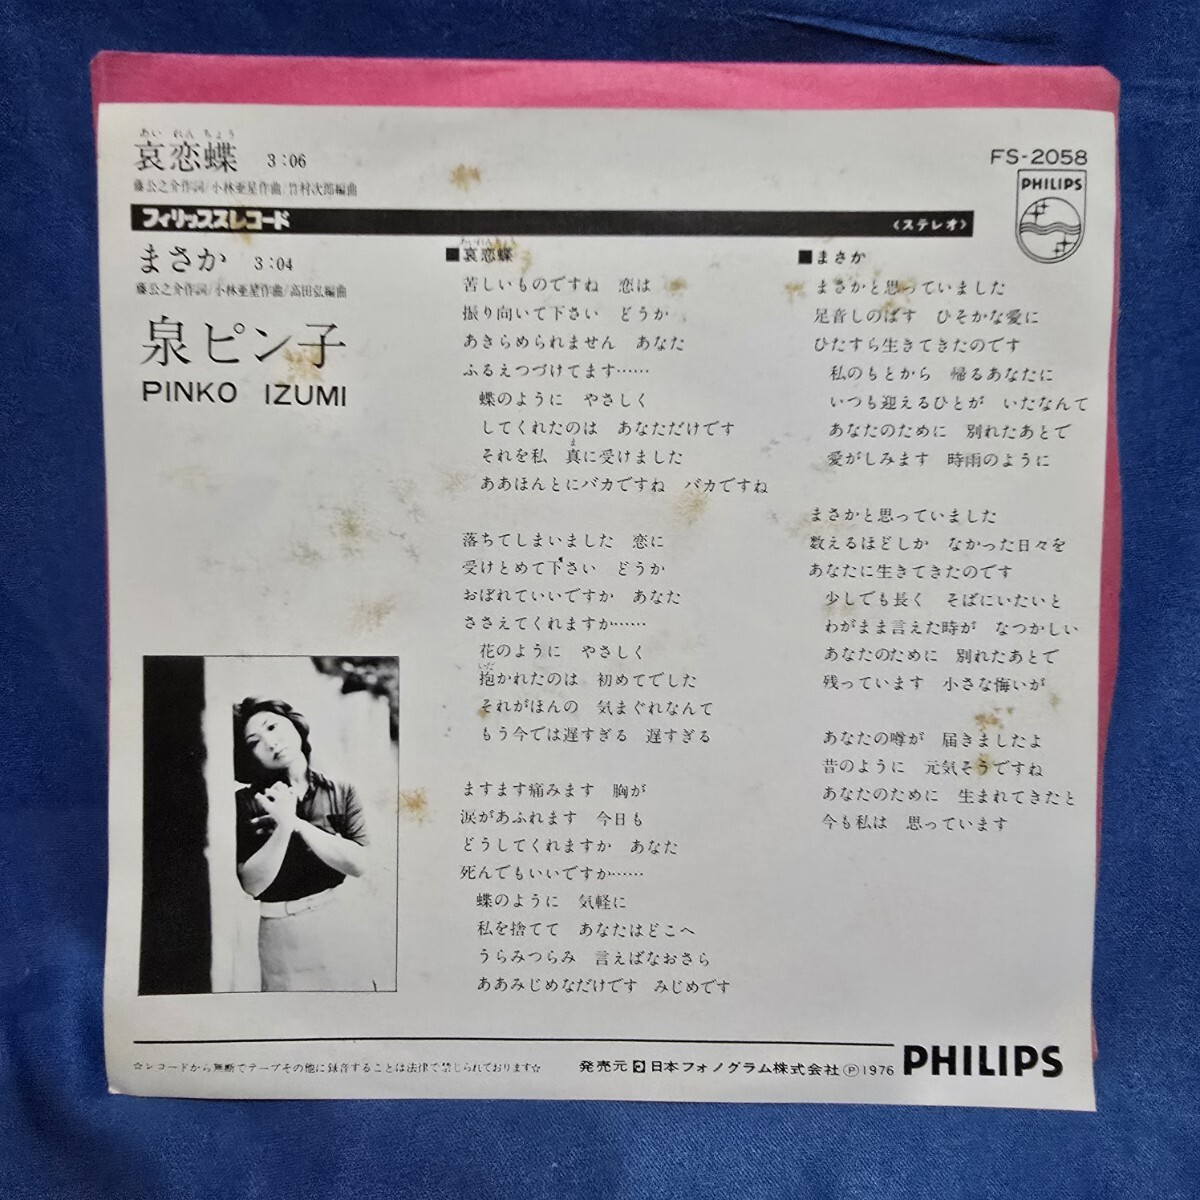 あいれんちょう
哀恋蝶 3:06
藤公之介作詞/小林亜星作曲/竹村次郎編曲
フィリップスレコード
〈ステレオ〉
まさか 3:04
藤公之介作詞/小林亜星作曲/高田弘編曲
泉ピン子
PINKO IZUMI
FS-2058
PHILIPS
あいれんちょう
■哀恋蝶
苦しいものですね 恋は
振り向いて下さい どうか
あきらめられません あなた
ふるえつづけてます……
蝶のように やさしく
してくれたのは あなただけです
ま
それを私 真に受けました
ああほんとにバカですね バカですね
落ちてしまいました 恋に
受けとめて下さい どうか
おぼれていいですか あなた
ささえてくれますか……
花のように やさしく
いだ
抱かれたのは 初めてでした
それがほんの 気まぐれなんて
もう今では遅すぎる 遅すぎる
ますます痛みます 胸が
涙があふれます 今日も
どうしてくれますか あなた
死んでもいいですか……
蝶のように 気軽に
私を捨てて あなたはどこへ
うらみつらみ 言えばなおさら
ああみじめなだけです みじめです
■まさか
まさかと思っていました
足音しのばす ひそかな愛に
ひたすら生きてきたのです
私のもとから 帰るあなたに
いつも迎えるひとが いたなんて
あなたのために 別れたあとで
愛がしみます 時雨のように
まさかと思っていました
数えるほどしか なかった日々を
あなたに生きてきたのです
少しでも長く そばにいたいと
わがまま言えた時が なつかしい
あなたのために 別れたあとで
残っています 小さな悔いが
あなたの噂が 届きましたよ
昔のように 元気そうですね
あなたのために 生まれてきたと
今も私は 思っています
☆レコードから無断でテープその他に録音することは法律で禁じられております☆
発売元 日本フォノグラム株式会社 Ⓟ1976
PHILIPS